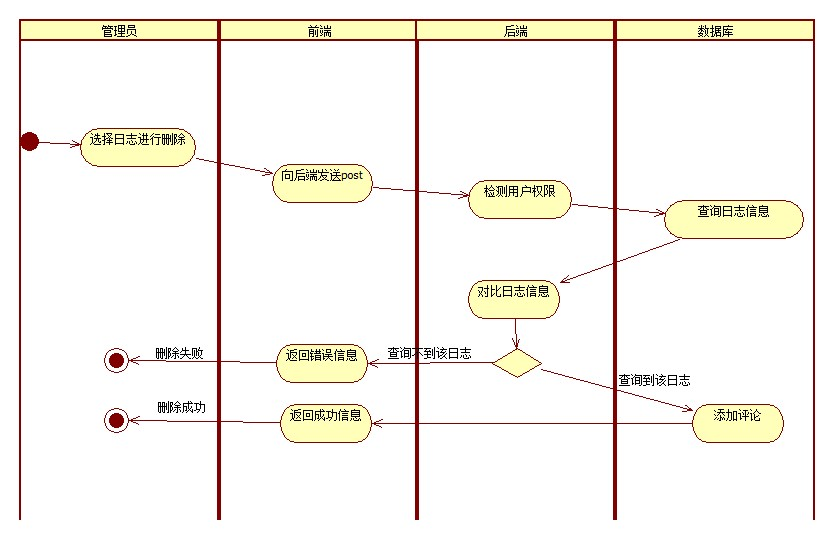 管理员
前端
后端
数据库
选择日志进行删除
向后端发送post
检测用户权限
查询日志信息
对比日志信息
删除失败
返回错误信息
查询不到该日志
查询到该日志
删除成功
返回成功信息
添加评论